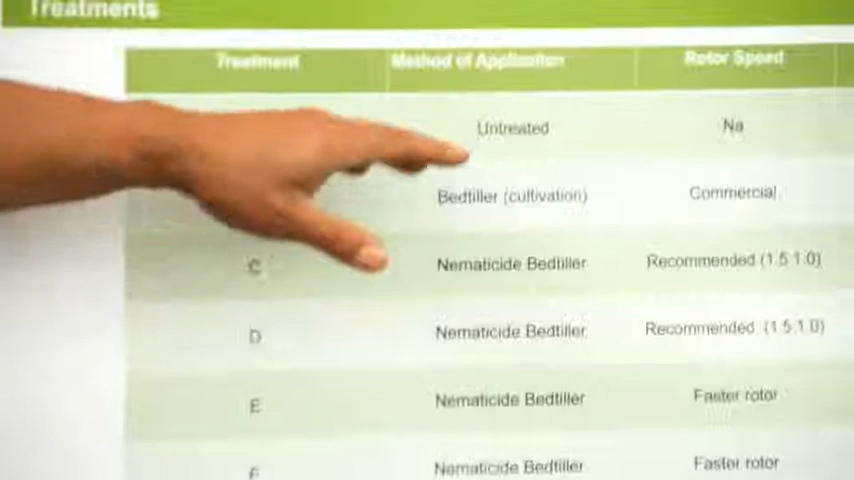 Treatments
Treatment Method of Application Rotor Speed
Untreated Na
Bedtiller (cultivation) Commercial
C Nematicide Bedtiller Recommended (1.5:1.0)
D Nematicide Bedtiller Recommended (1.5:1.0)
E Nematicide Bedtiller Faster rotor
F Nematicide Bedtiller Faster rotor